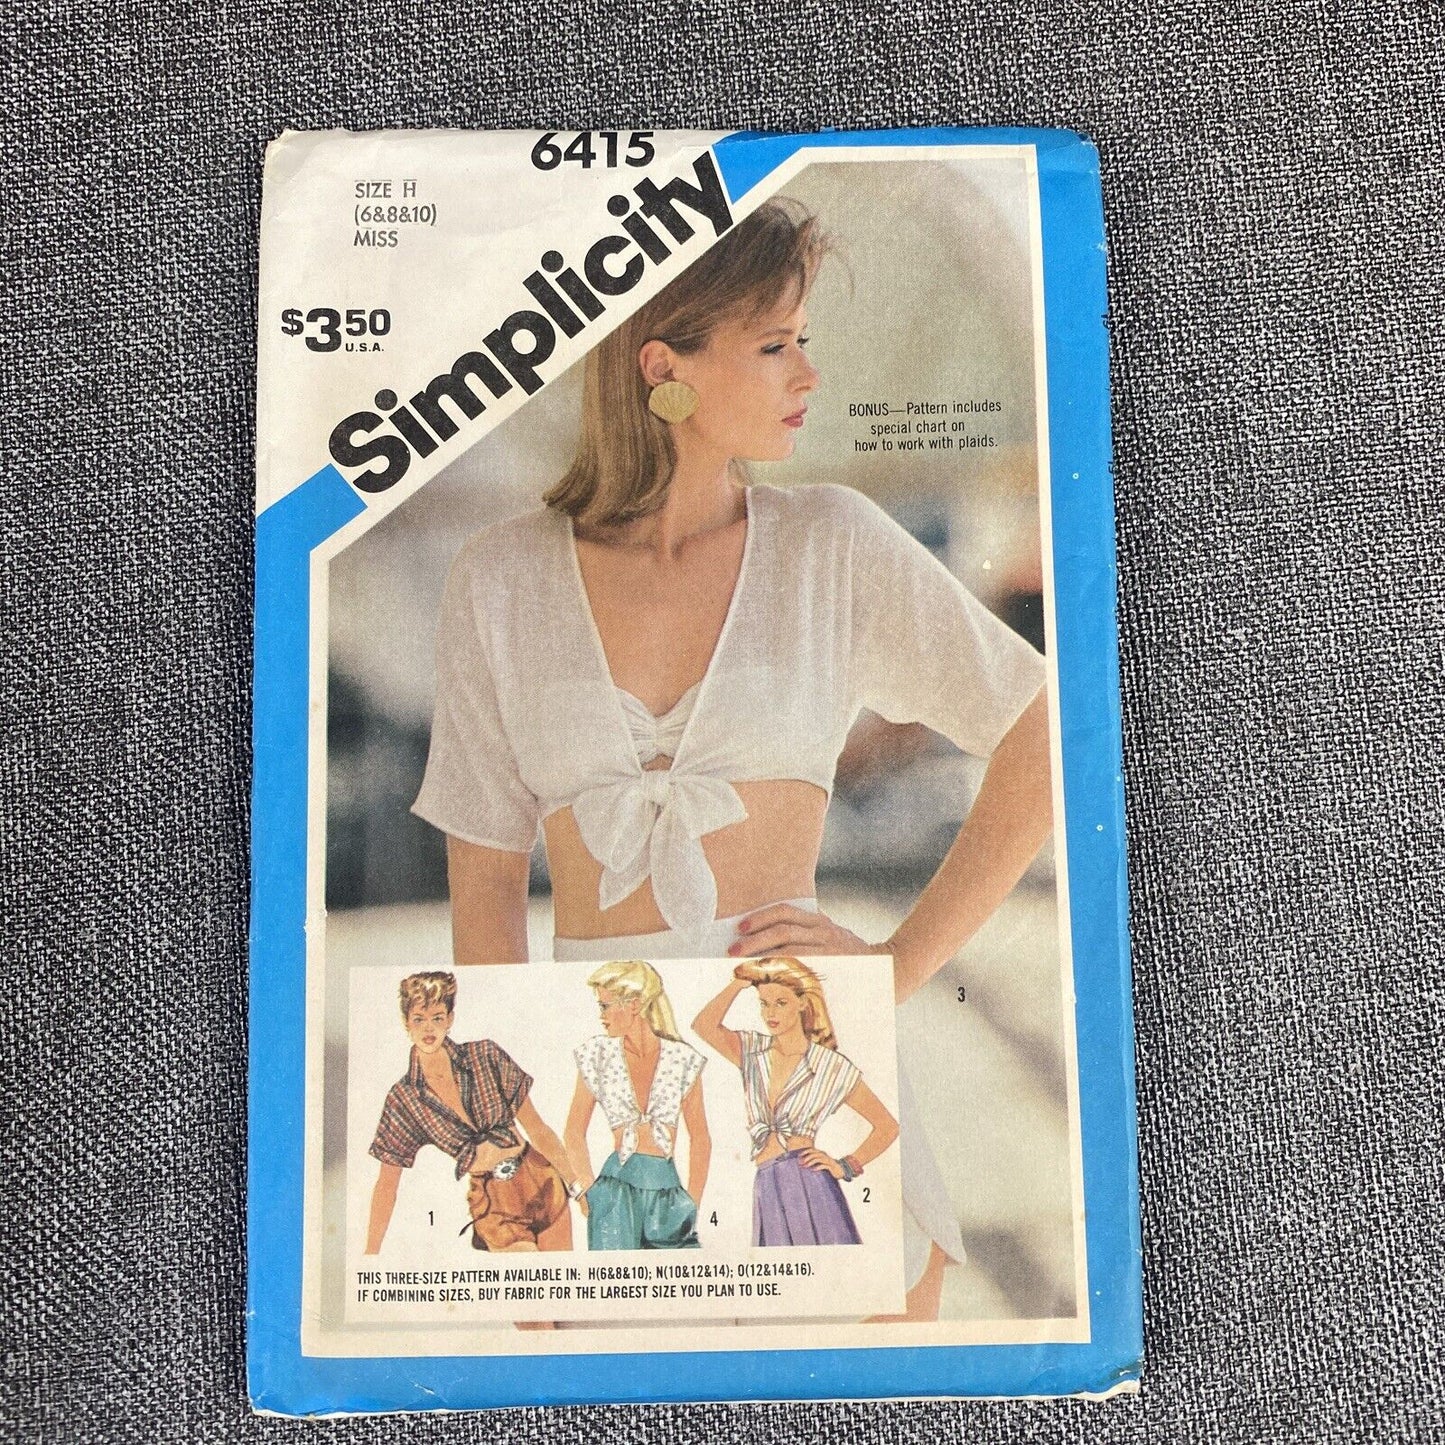 6415
SIZE H
(6&8&10)
MISS
$3.50
U.S.A.
Simplicity
BONUS—Pattern includes
special chart on
how to work with plaids.
3
1
4
2
THIS THREE-SIZE PATTERN AVAILABLE IN: H(6&8&10); N(10&12&14); O(12&14&16).
IF COMBINING SIZES, BUY FABRIC FOR THE LARGEST SIZE YOU PLAN TO USE.